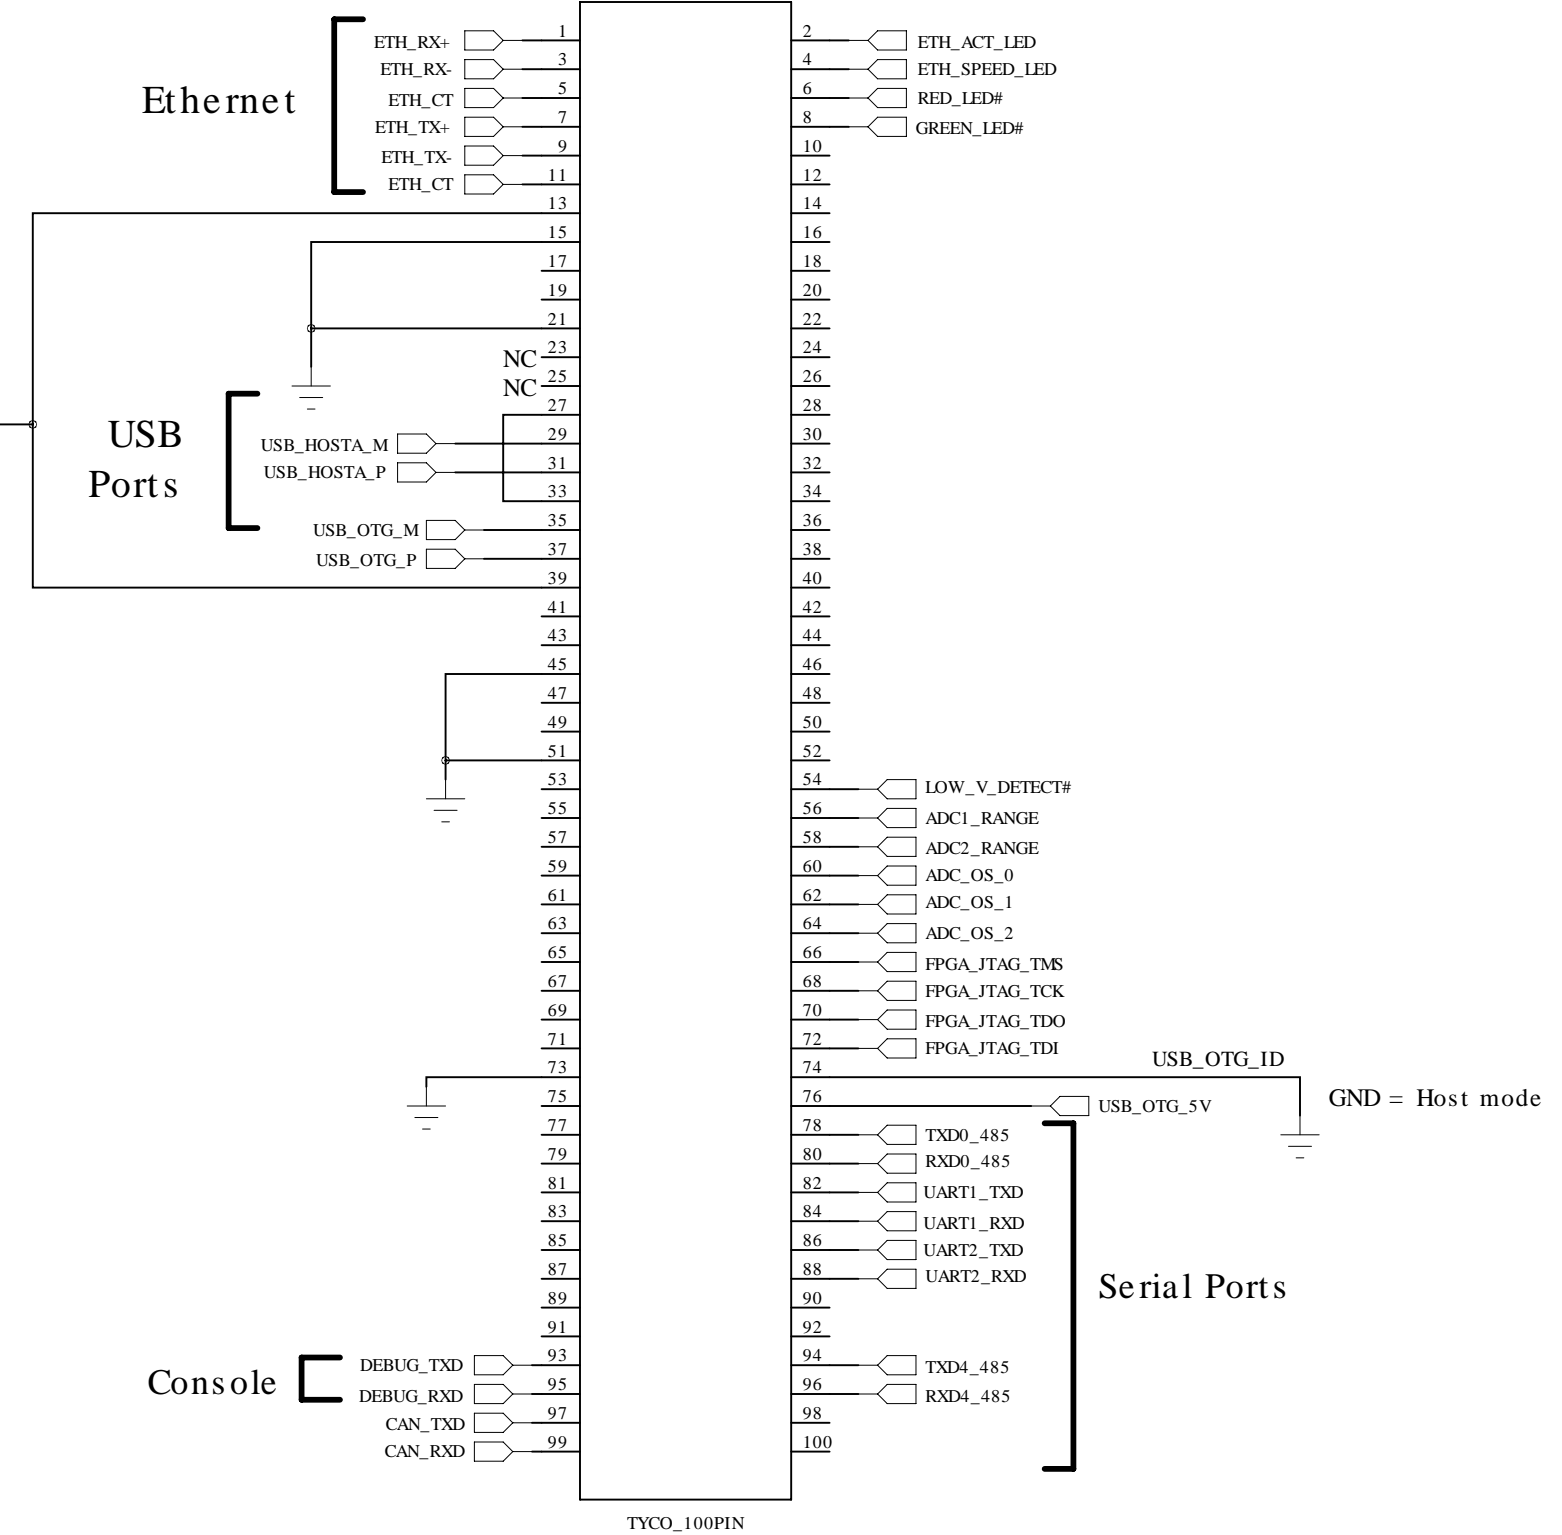 ETH_RX+ 1 2 ETH_ACT_LED
ETH_RX- 3 4 ETH_SPEED_LED
Ethernet
ETH_CT 5 6 RED_LED#
ETH_TX+ 7 8 GREEN_LED#
ETH_TX- 9 10
ETH_CT 11 12
13 14
15 16
17 18
19 20
21 22
NC 23 24
NC 25 26
27 28
USB
Ports
USB_HOSTA_M 29 30
USB_HOSTA_P 31 32
33 34
USB_OTG_M 35 36
USB_OTG_P 37 38
39 40
41 42
43 44
45 46
47 48
49 50
51 52
53 54 LOW_V_DETECT#
55 56 ADC1_RANGE
57 58 ADC2_RANGE
59 60 ADC_OS_0
61 62 ADC_OS_1
63 64 ADC_OS_2
65 66 FPGA_JTAG_TMS
67 68 FPGA_JTAG_TCK
69 70 FPGA_JTAG_TDO
71 72 FPGA_JTAG_TDI
73 74 USB_OTG_ID
GND = Host mode
75 76 USB_OTG_5V
77 78 TXD0_485
79 80 RXD0_485
81 82 UART1_TXD
83 84 UART1_RXD
85 86 UART2_TXD
87 88 UART2_RXD
Serial Ports
89 90
91 92
Console
DEBUG_TXD 93 94 TXD4_485
DEBUG_RXD 95 96 RXD4_485
CAN_TXD 97 98
CAN_RXD 99 100
TYCO_100PIN